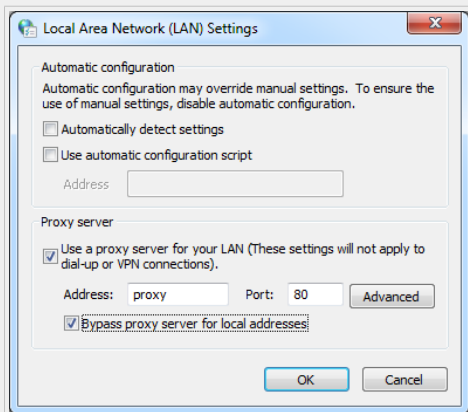 Local Area Network (LAN) Settings
Automatic configuration
Automatic configuration may override manual settings. To ensure the
use of manual settings, disable automatic configuration.
Automatically detect settings
Use automatic configuration script
Address
Proxy server
Use a proxy server for your LAN (These settings will not apply to
dial-up or VPN connections).
Address: proxy Port: 80 Advanced
Bypass proxy server for local addresses
OK Cancel